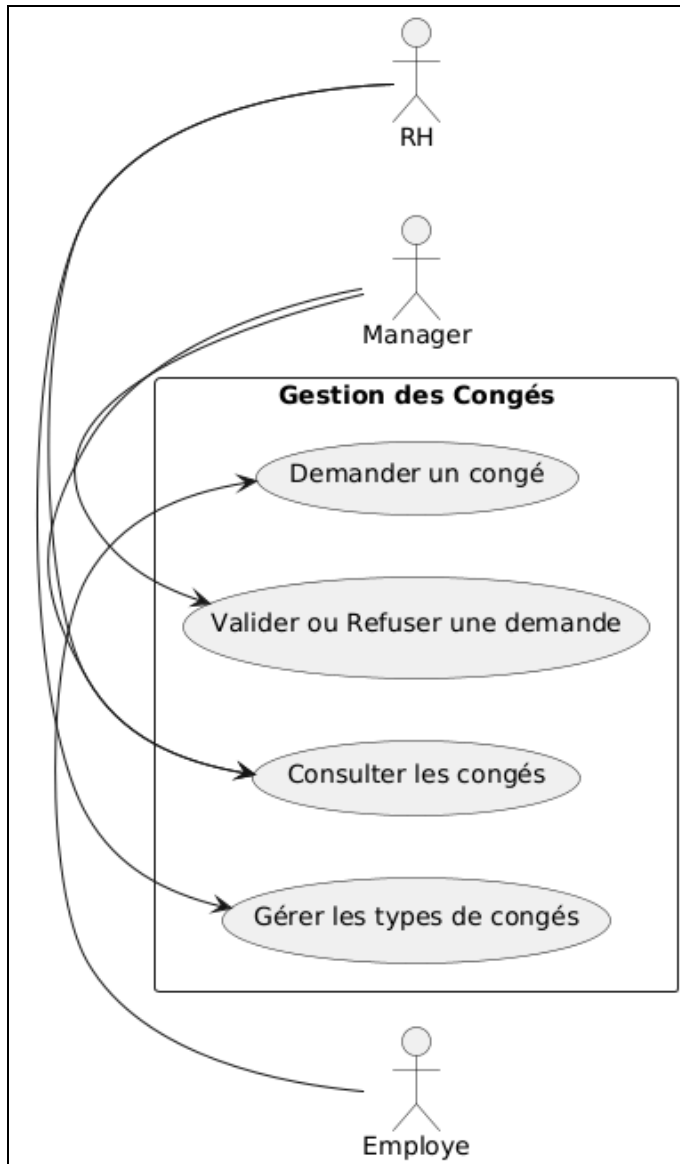 RH
Manager
Gestion des Congés
Demander un congé
Valider ou Refuser une demande
Consulter les congés
Gérer les types de congés
Employe